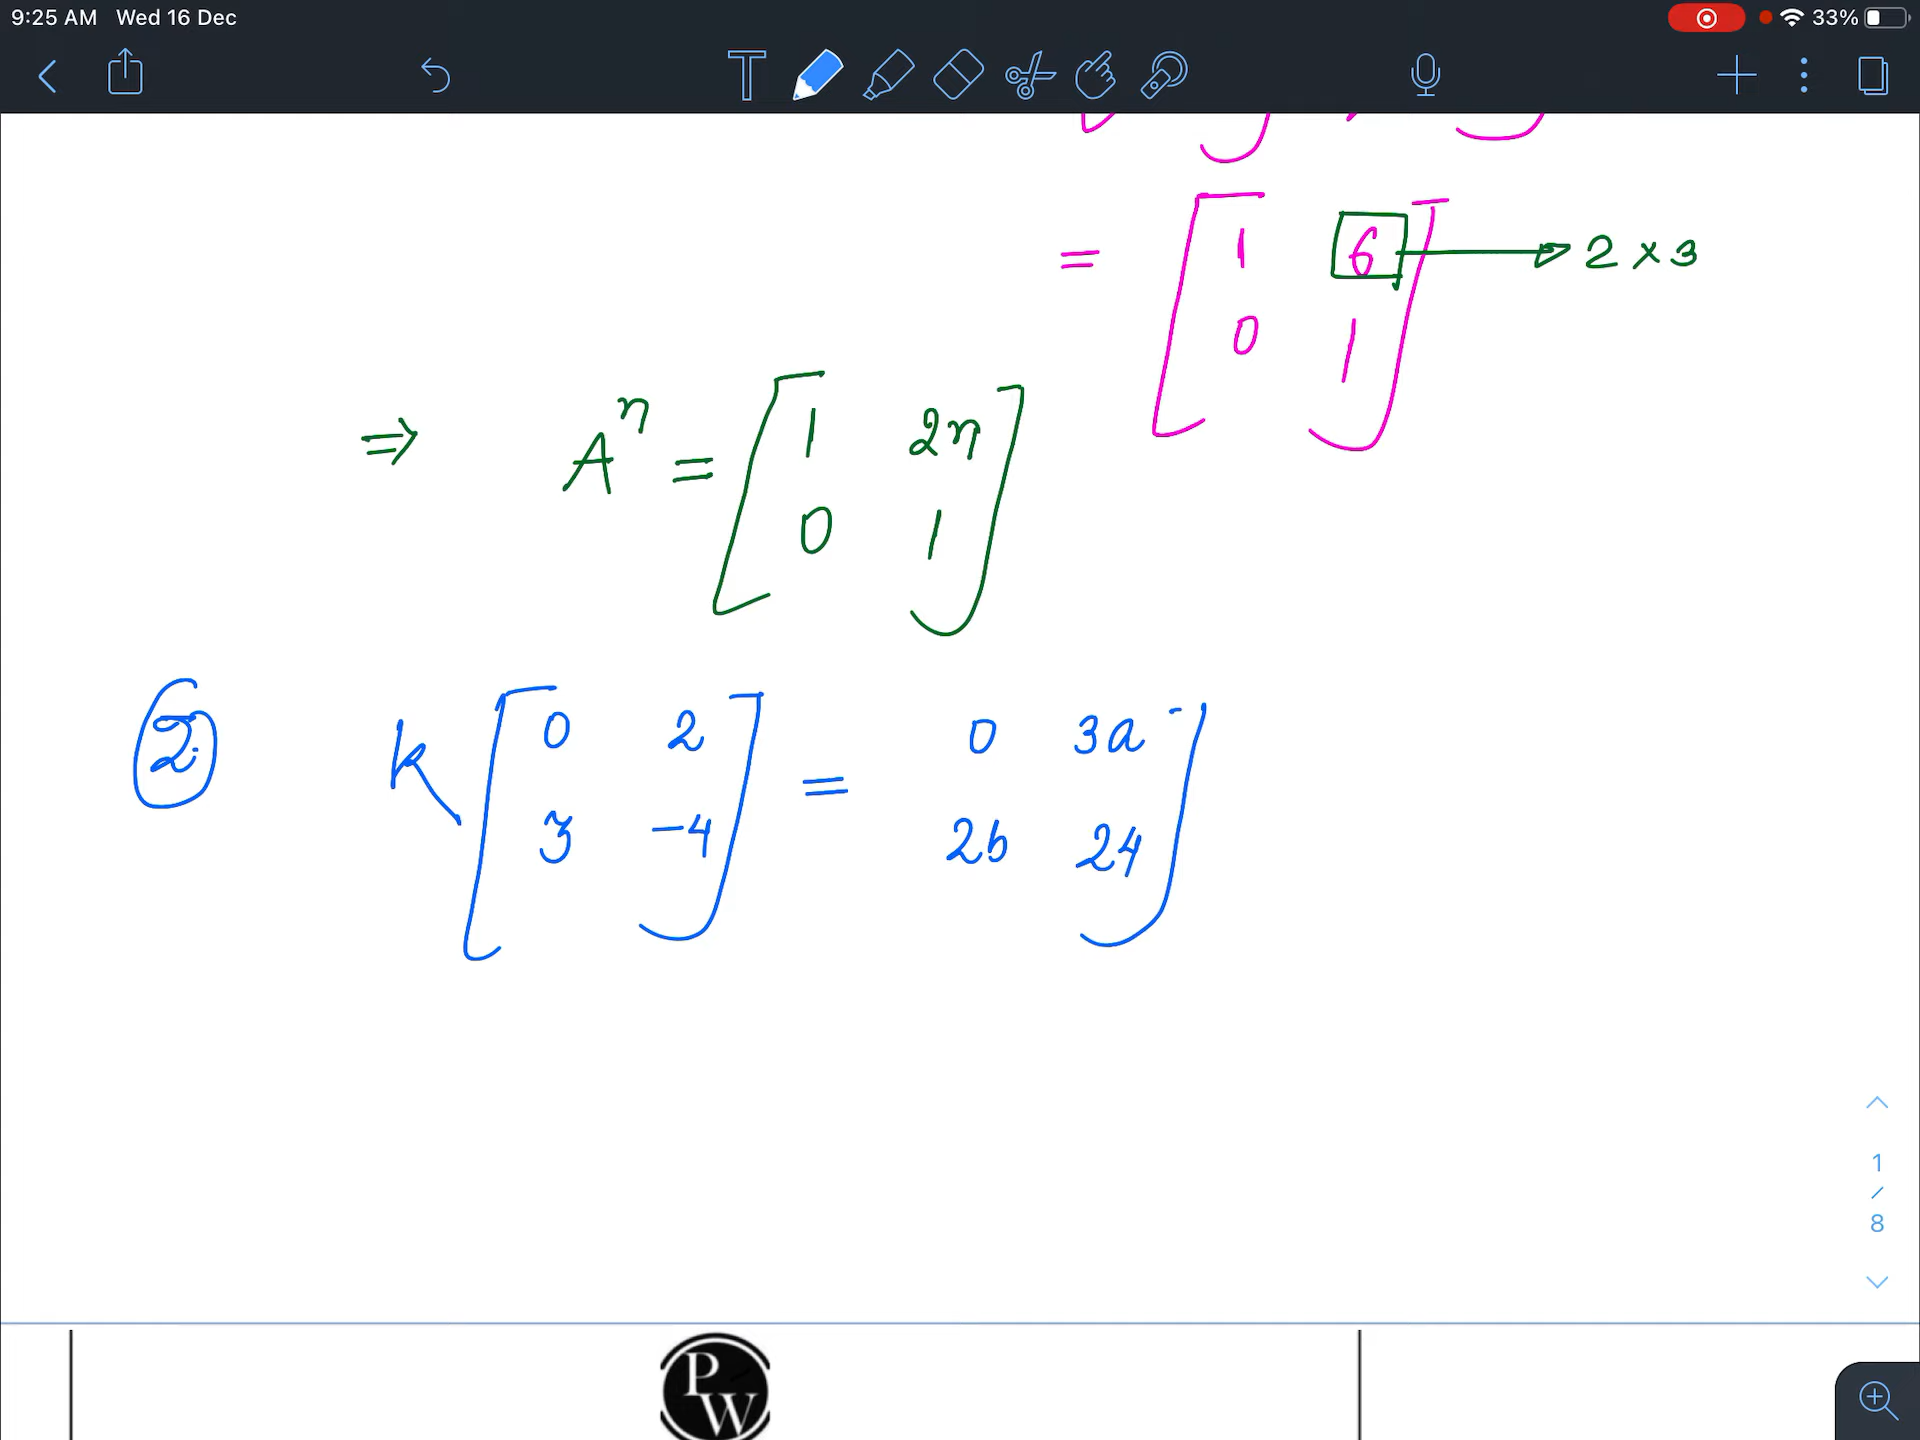 9:25 AM Wed 16 Dec 33%
= [ 1 6 ] → 2 × 3
0 1
⇒ Aⁿ = [ 1 2n ]
0 1
2. k [ 0 2 ] = 0 3a ]
3 -4 2b 24
1
/
8
PW